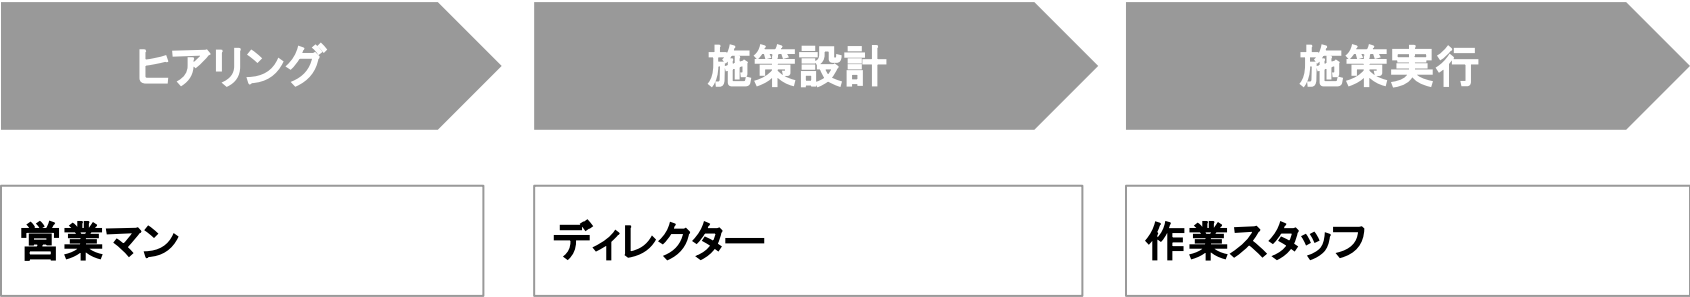 ヒアリング
施策設計
施策実行
営業マン
ディレクター
作業スタッフ